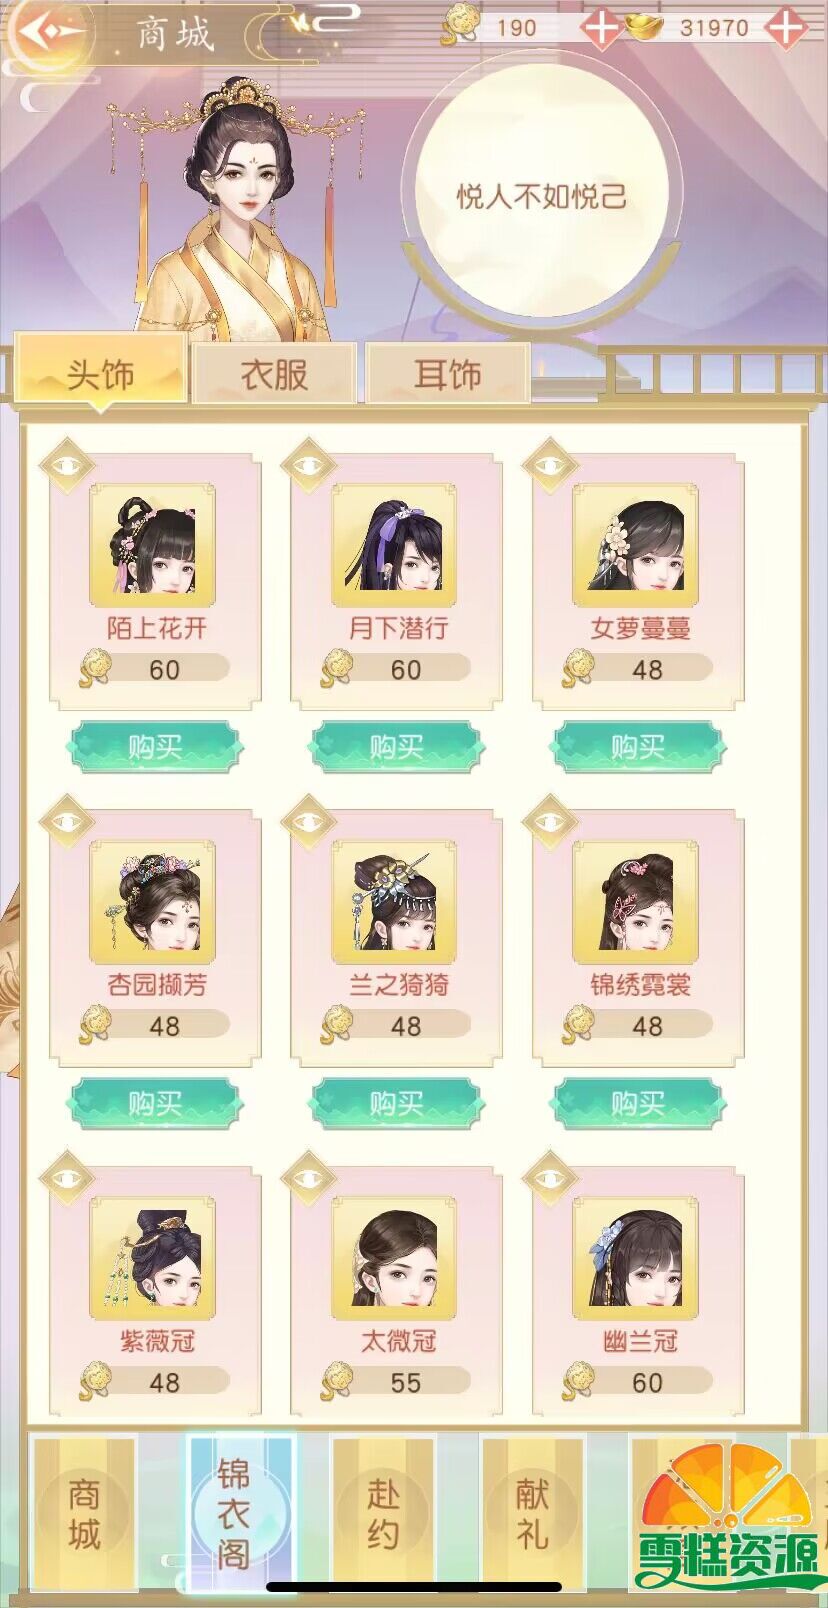 商城
190
31970
悦人不如悦己
头饰 衣服 耳饰
陌上花开 月下潜行 女萝蔓蔓
60 60 48
购买 购买 购买
杏园撷芳 兰之猗猗 锦绣霓裳
48 48 48
购买 购买 购买
紫薇冠 太微冠 幽兰冠
48 55 60
商城 锦衣阁 赴约 献礼
雪糕资源